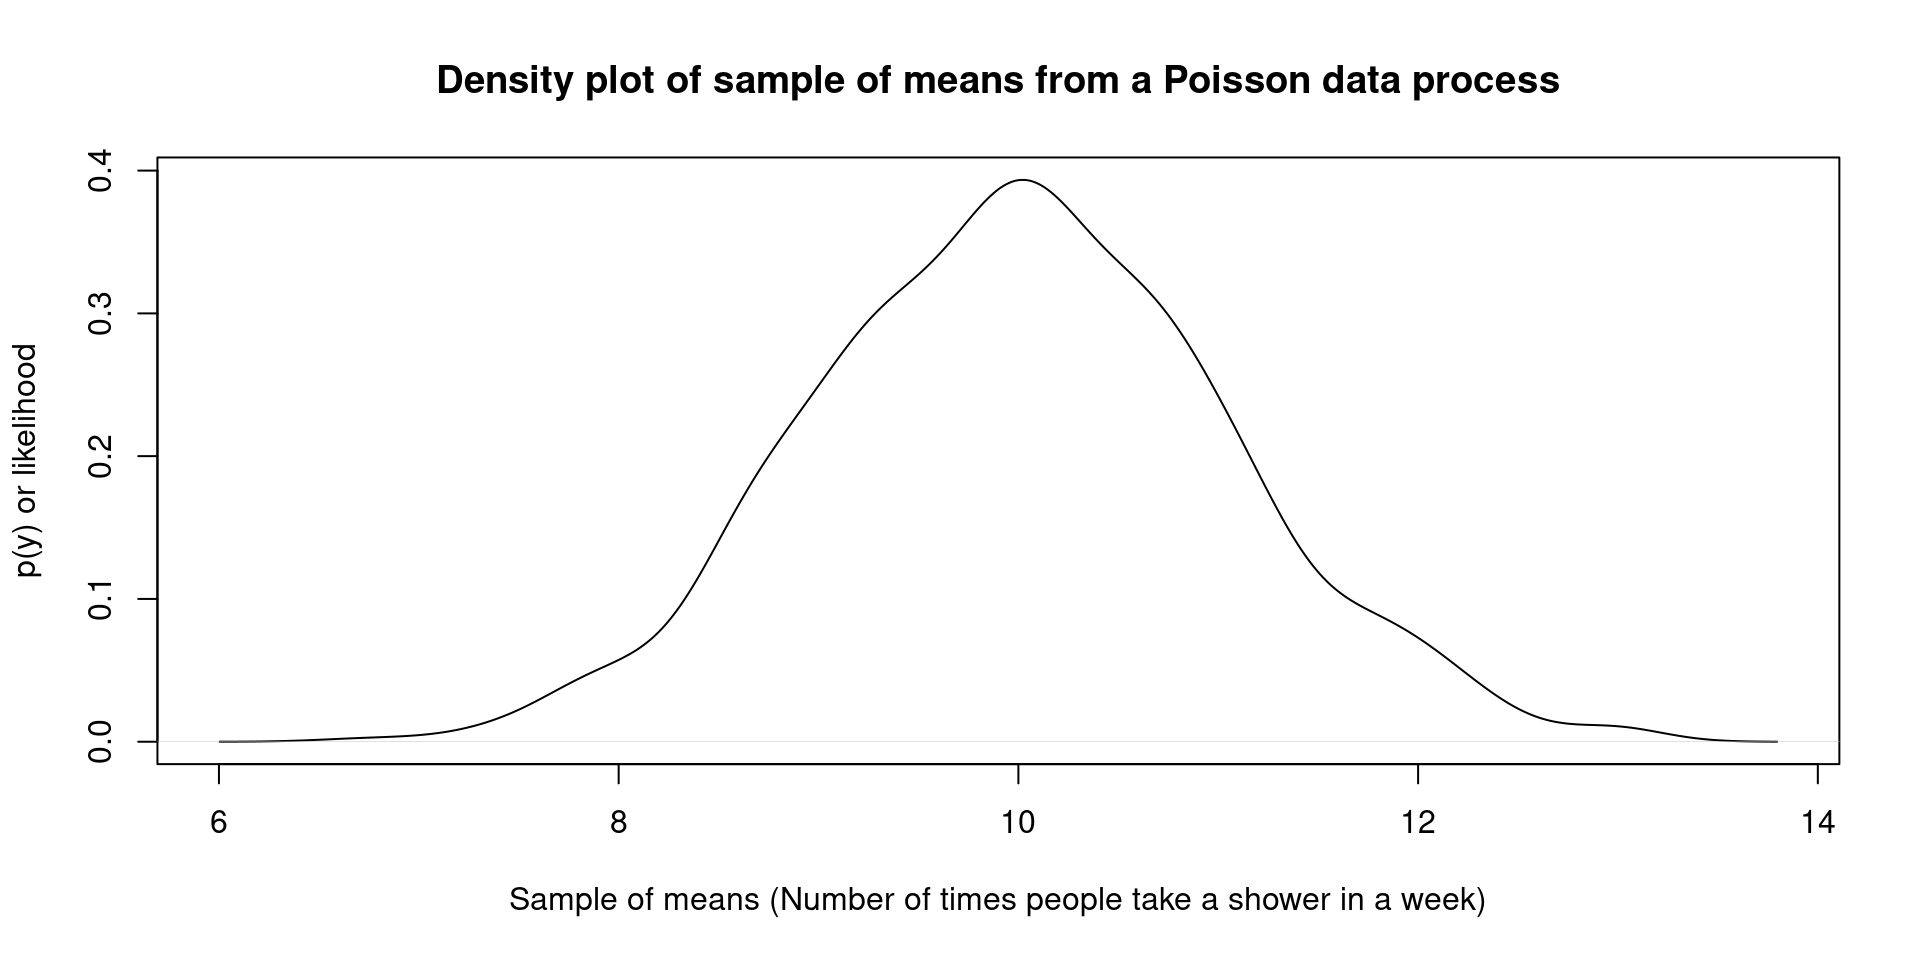 Density plot of sample of means from a Poisson data process
p(y) or likelihood
0.4
0.3
0.2
0.1
0.0
6 8 10 12 14
Sample of means (Number of times people take a shower in a week)